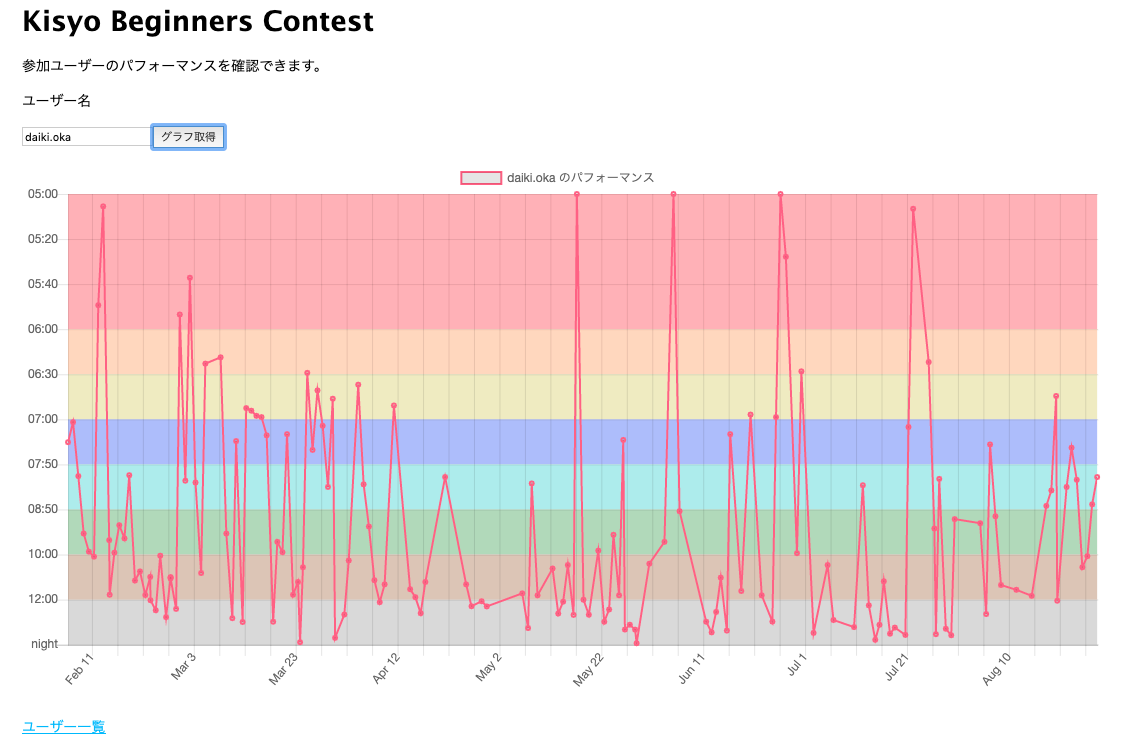 Kisyo Beginners Contest
参加ユーザーのパフォーマンスを確認できます。
ユーザー名
daiki.oka グラフ取得
daiki.oka のパフォーマンス
05:00
05:20
05:40
06:00
06:30
07:00
07:50
08:50
10:00
12:00
night
Feb 11 Mar 3 Mar 23 Apr 12 May 2 May 22 Jun 11 Jul 1 Jul 21 Aug 10
ユーザー一覧